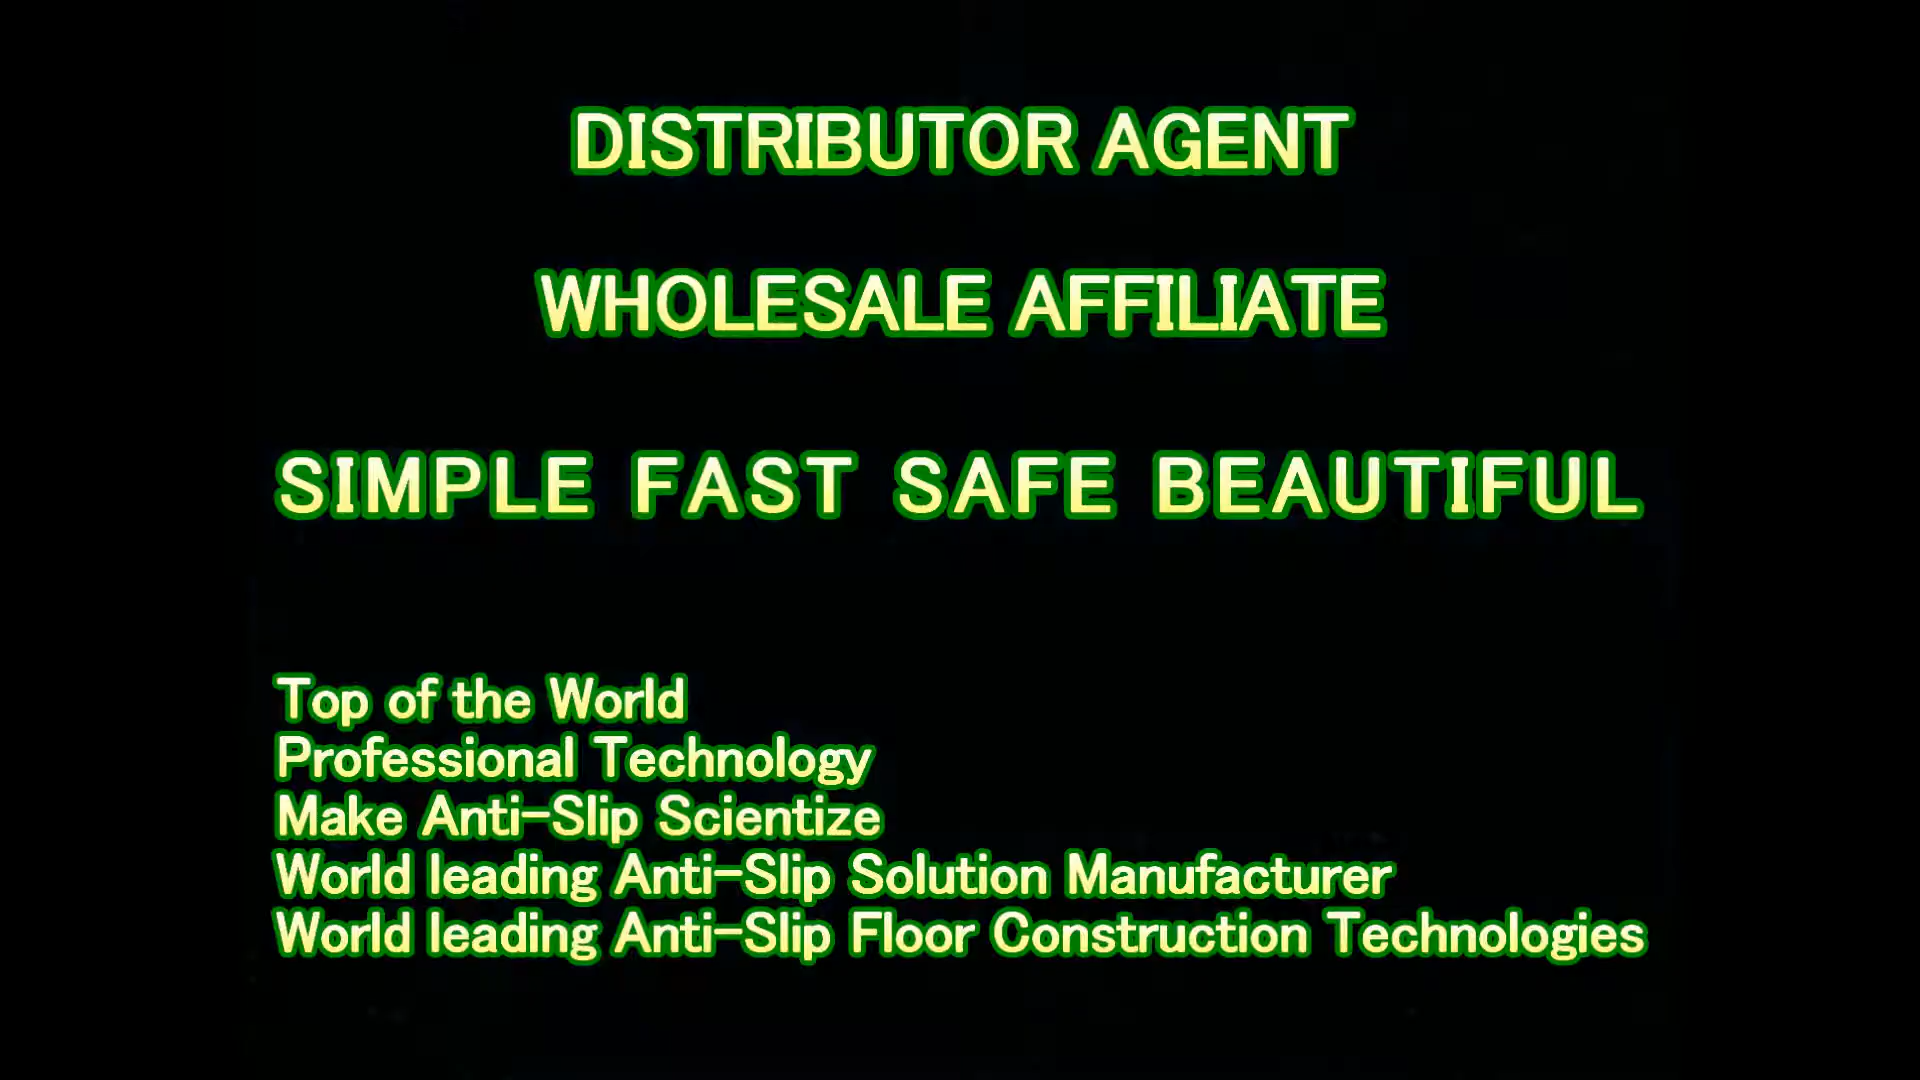 DISTRIBUTOR AGENT
WHOLESALE AFFILIATE
SIMPLE FAST SAFE BEAUTIFUL
Top of the World
Professional Technology
Make Anti-Slip Scientize
World leading Anti-Slip Solution Manufacturer
World leading Anti-Slip Floor Construction Technologies